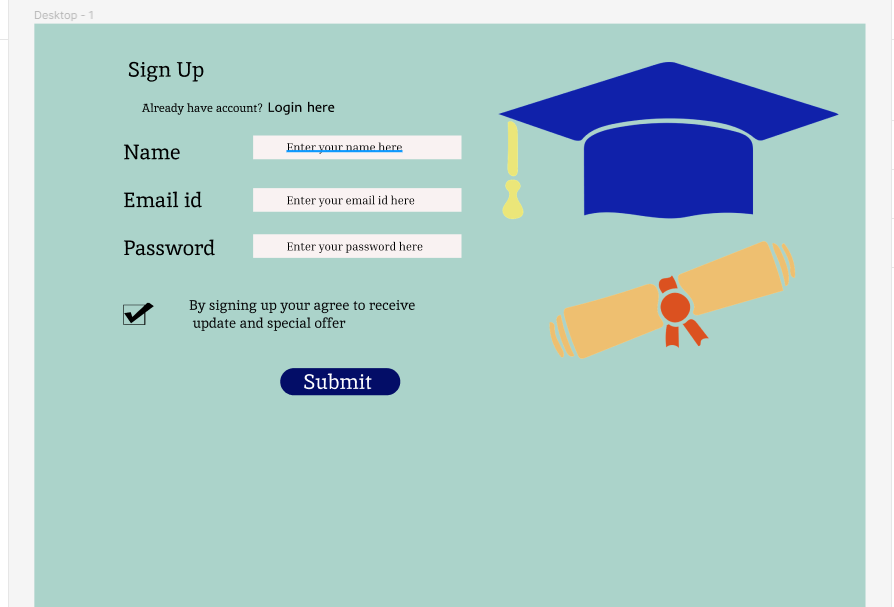 Desktop - 1
Sign Up
Already have account? Login here
Name
Enter your name here
Email id
Enter your email id here
Password
Enter your password here
By signing up your agree to receive
update and special offer
Submit